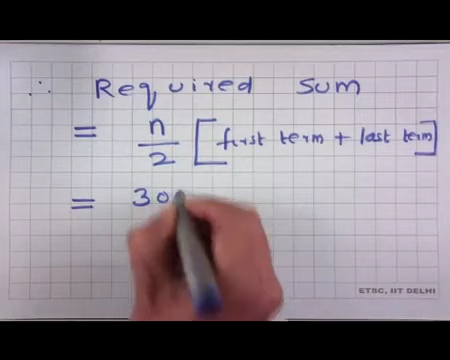 ∴ Required sum
= n/2 [first term + last term]
= 30
ETSC, IIT DELHI